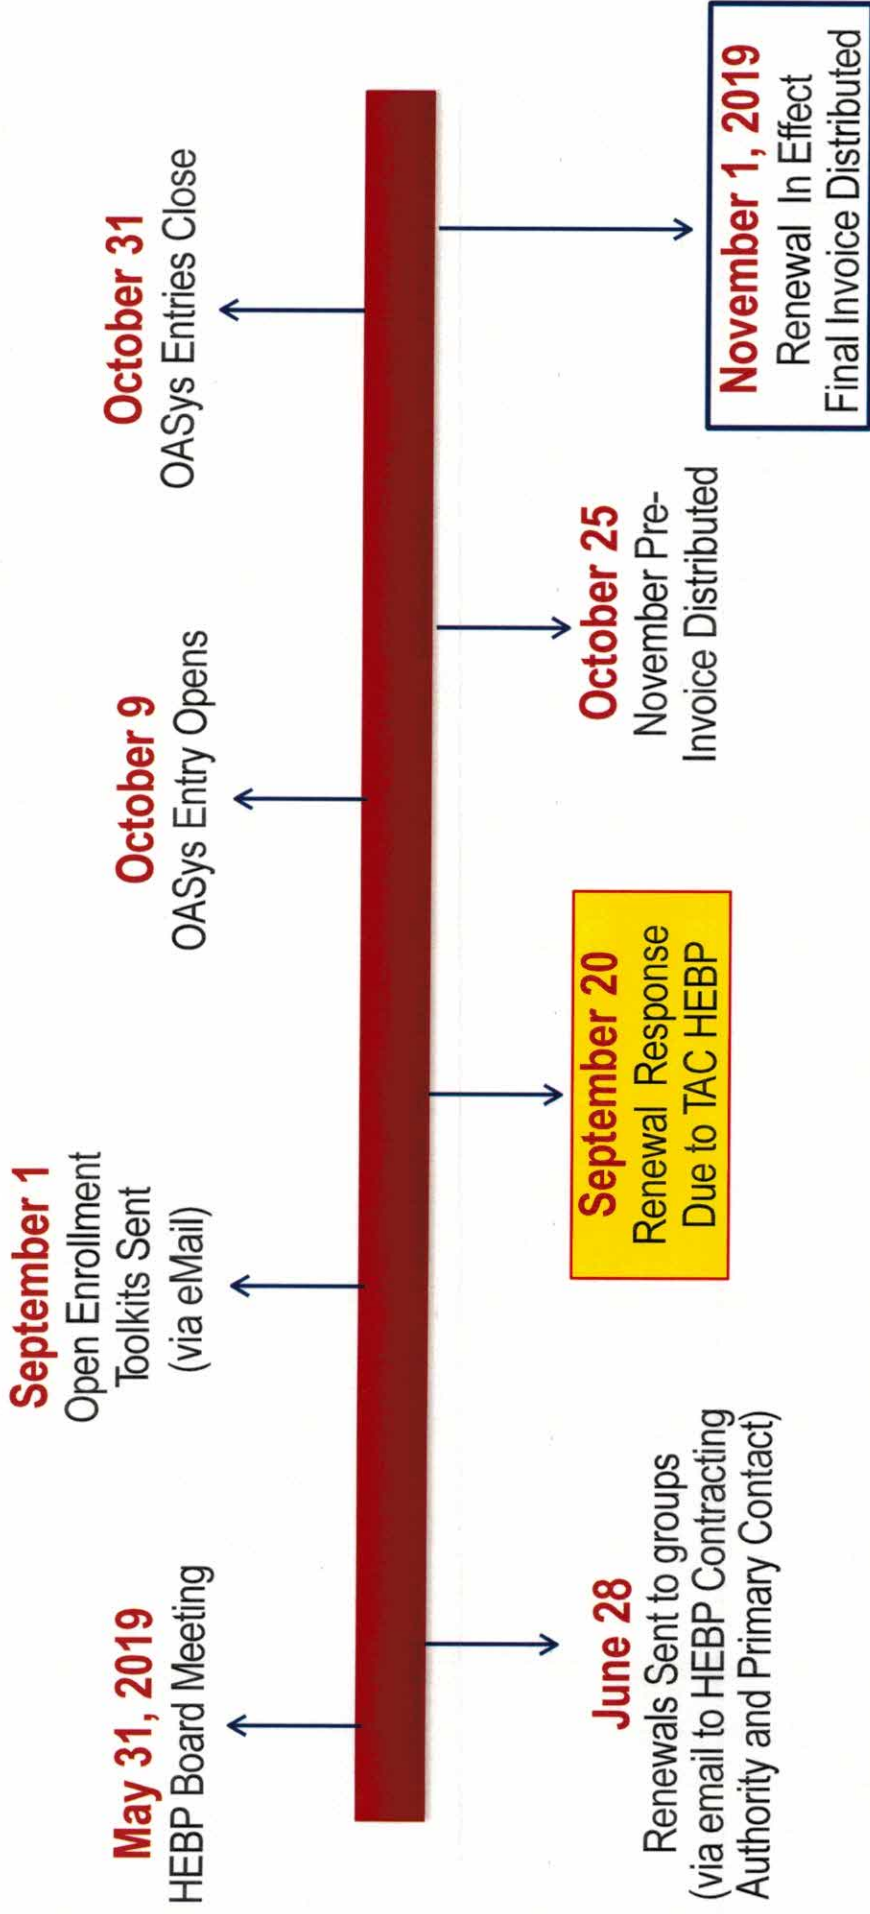 May 31, 2019
HEBP Board Meeting
June 28
Renewals Sent to groups
(via email to HEBP Contracting
Authority and Primary Contact)
September 1
Open Enrollment
Toolkits Sent
(via eMail)
September 20
Renewal Response
Due to TAC HEBP
October 9
OASys Entry Opens
October 25
November Pre-
Invoice Distributed
October 31
OASys Entries Close
November 1, 2019
Renewal In Effect
Final Invoice Distributed